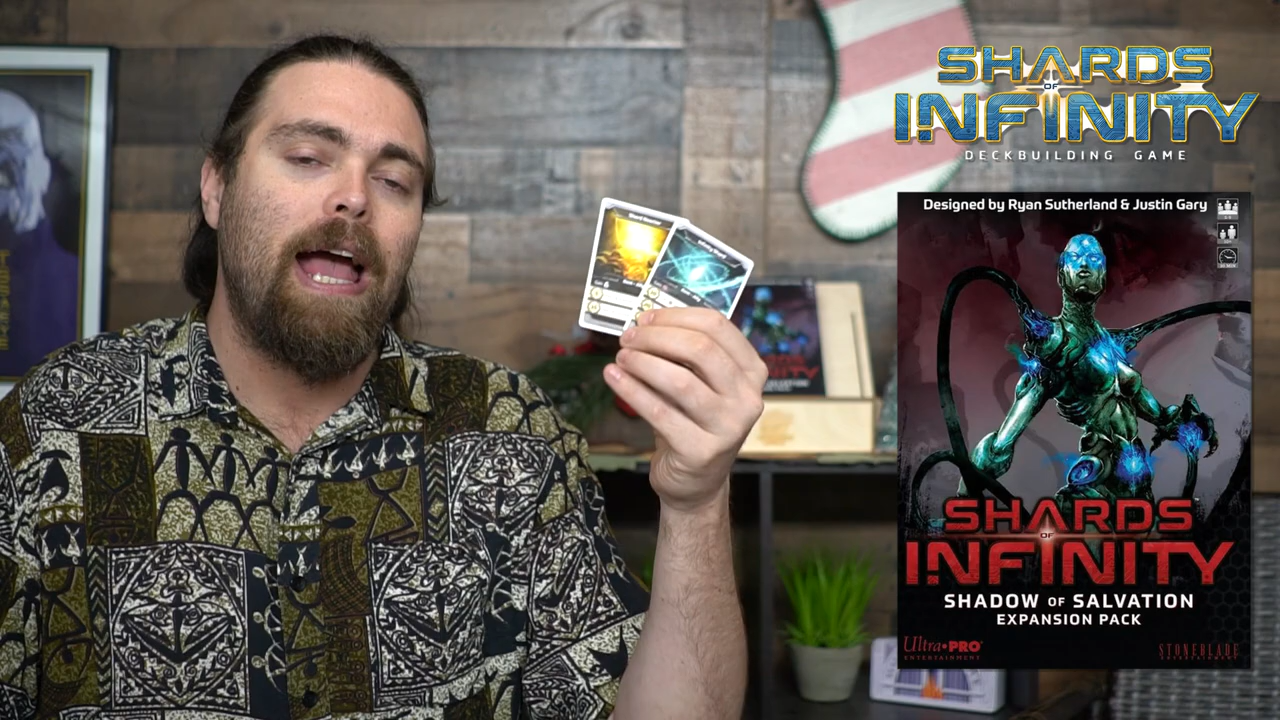 SHARDS
OF
INFINITY
DECKBUILDING GAME
Designed by Ryan Sutherland & Justin Gary
SHARDS
OF
INFINITY
SHADOW OF SALVATION
EXPANSION PACK
Ultra•PRO®
ENTERTAINMENT
STONEBLADE
ENTERTAINMENT